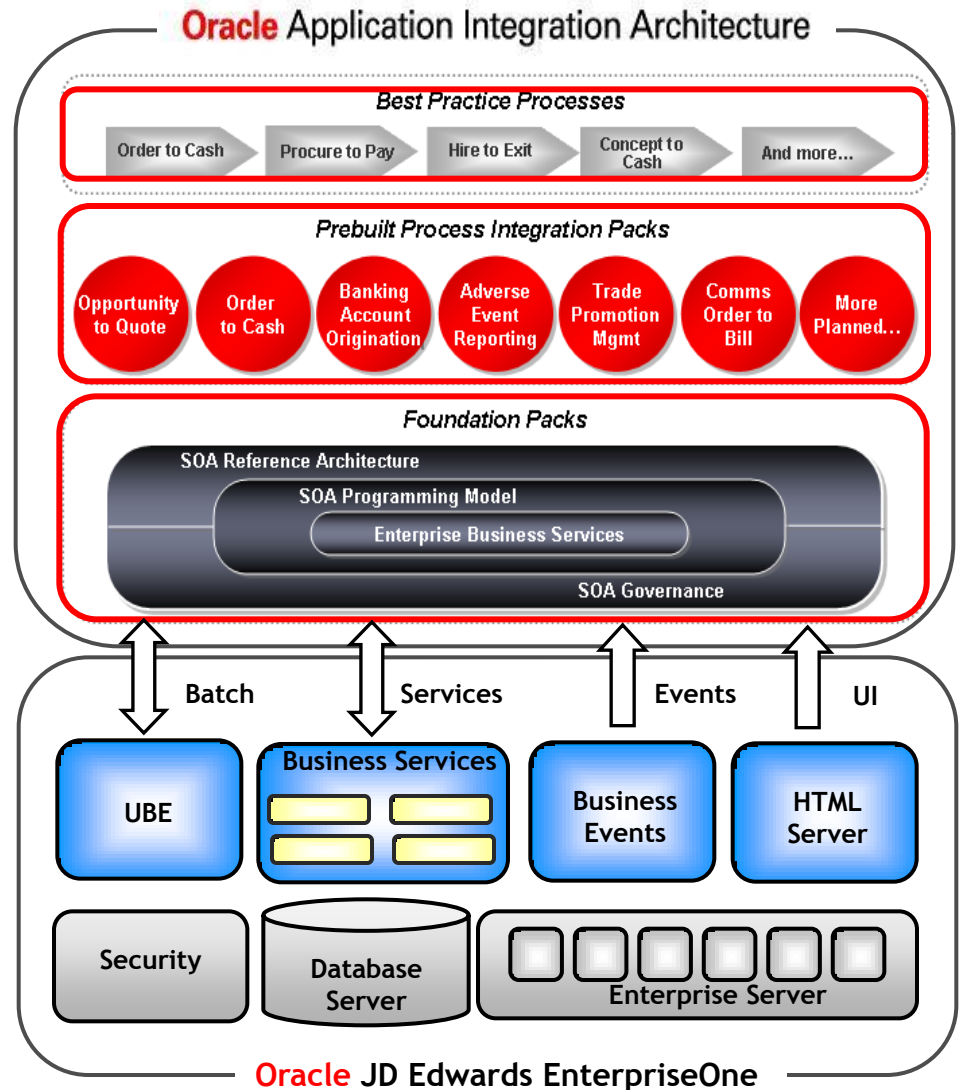 Oracle Application Integration Architecture
Best Practice Processes
Order to Cash
Procure to Pay
Hire to Exit
Concept to
Cash
And more...
Prebuilt Process Integration Packs
Opportunity
to Quote
Order
to Cash
Banking
Account
Origination
Adverse
Event
Reporting
Trade
Promotion
Mgmt
Comms
Order to
Bill
More
Planned...
Foundation Packs
SOA Reference Architecture
SOA Programming Model
Enterprise Business Services
SOA Governance
Batch
Services
Events
UI
UBE
Business Services
Business
Events
HTML
Server
Security
Database
Server
Enterprise Server
Oracle JD Edwards EnterpriseOne